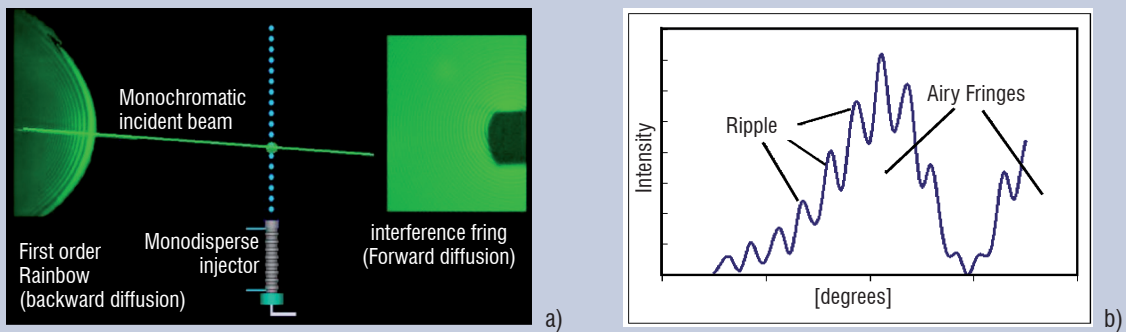 Monochromatic
incident beam
First order
Rainbow
(backward diffusion)
Monodisperse
injector
interference fring
(Forward diffusion)
a)
Intensity
Ripple
Airy Fringes
[degrees]
b)